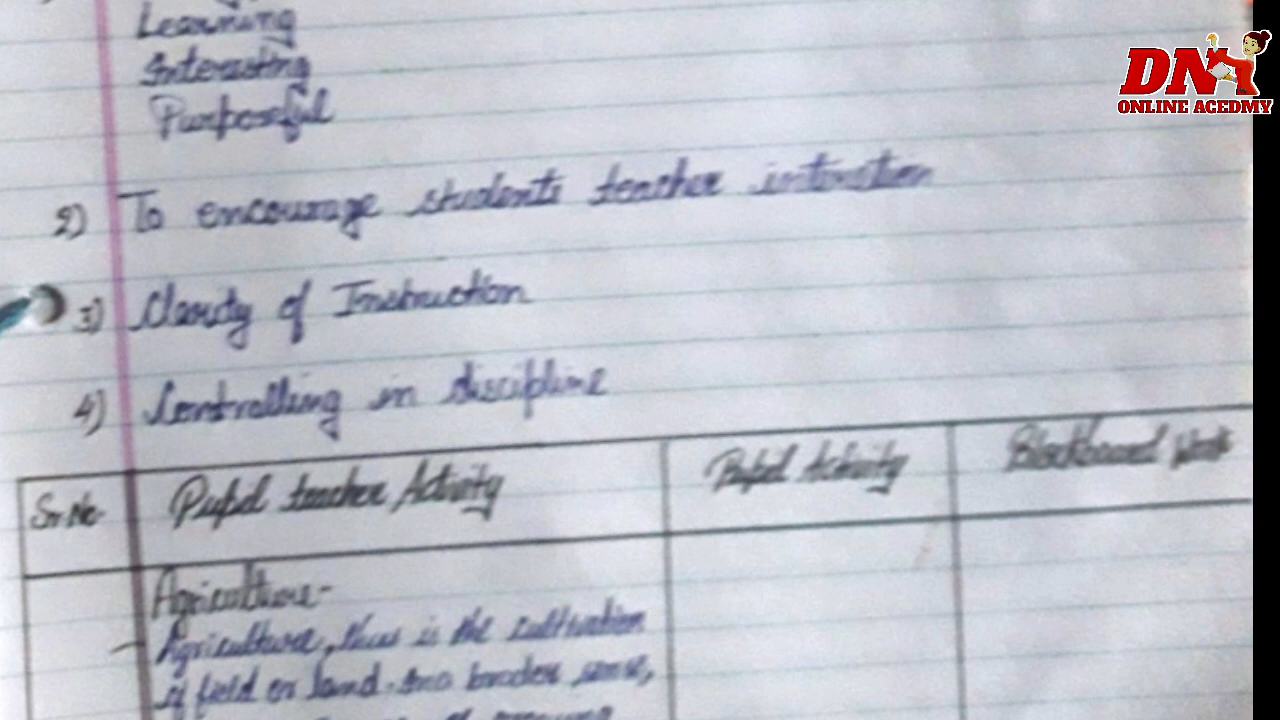 Learning
Interesting
Purposeful
2) To encourage students teacher interaction
3) Clarity of Instruction
4) Controlling in discipline
Sr. No. Pupil teacher Activity Pupil Activity Blackboard Work
Agriculture-
Agriculture, thus is the cultivation
of field or land. In a broader sense,
DNA
ONLINE ACEDMY